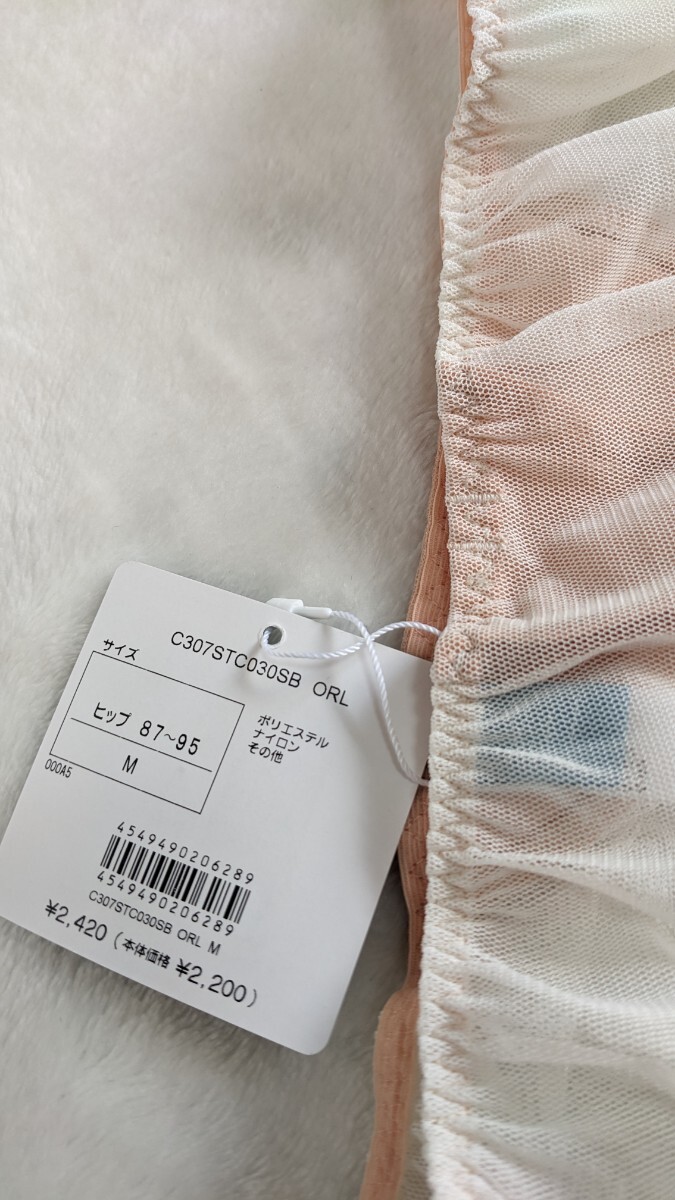 C307STC030SB ORL
サイズ
ヒップ 87~95
M
000A5
ポリエステル
ナイロン
その他
4549490206289
4549490206289
C307STC030SB ORL M
¥2,420 (本体価格 ¥2,200)